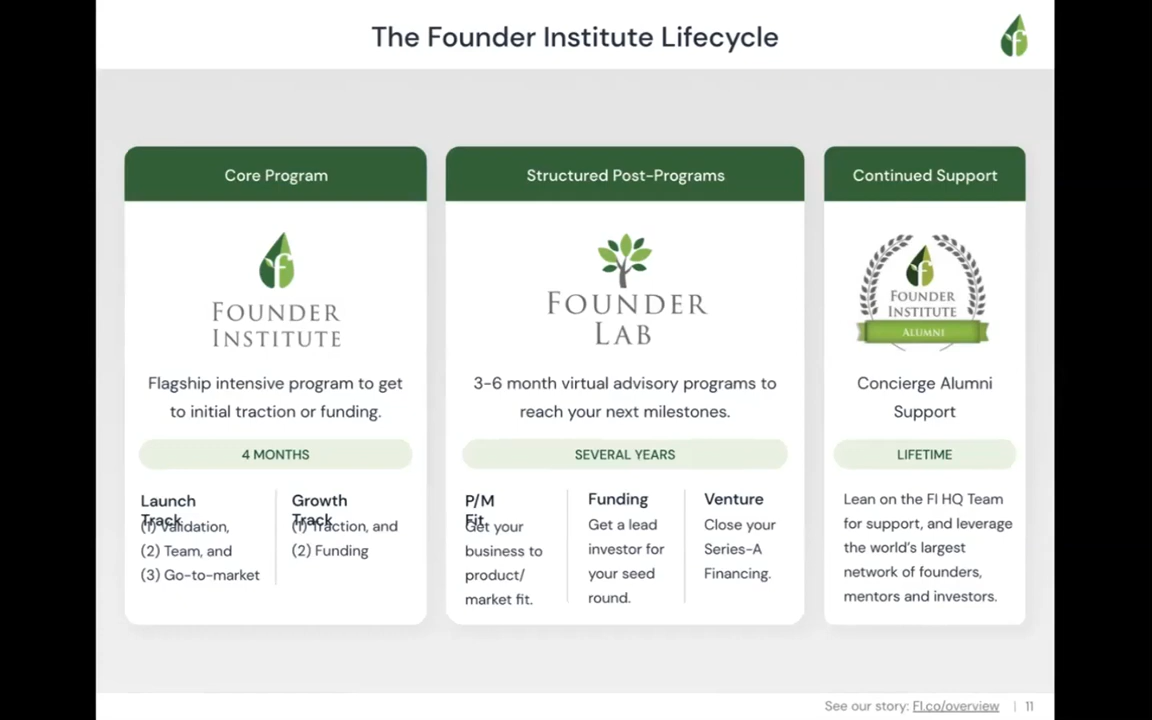 The Founder Institute Lifecycle
f
Core Program
f
FOUNDER
INSTITUTE
Flagship intensive program to get
to initial traction or funding.
4 MONTHS
Launch
Track
(1) Validation,
(2) Team, and
(3) Go-to-market
Growth
Track
(1) Traction, and
(2) Funding
Structured Post-Programs
FOUNDER
LAB
3-6 month virtual advisory programs to
reach your next milestones.
SEVERAL YEARS
P/M
Fit
Get your
business to
product/
market fit.
Funding
Get a lead
investor for
your seed
round.
Venture
Close your
Series-A
Financing.
Continued Support
f
FOUNDER
INSTITUTE
ALUMNI
Concierge Alumni
Support
LIFETIME
Lean on the FI HQ Team
for support, and leverage
the world's largest
network of founders,
mentors and investors.
See our story: FI.co/overview | 11